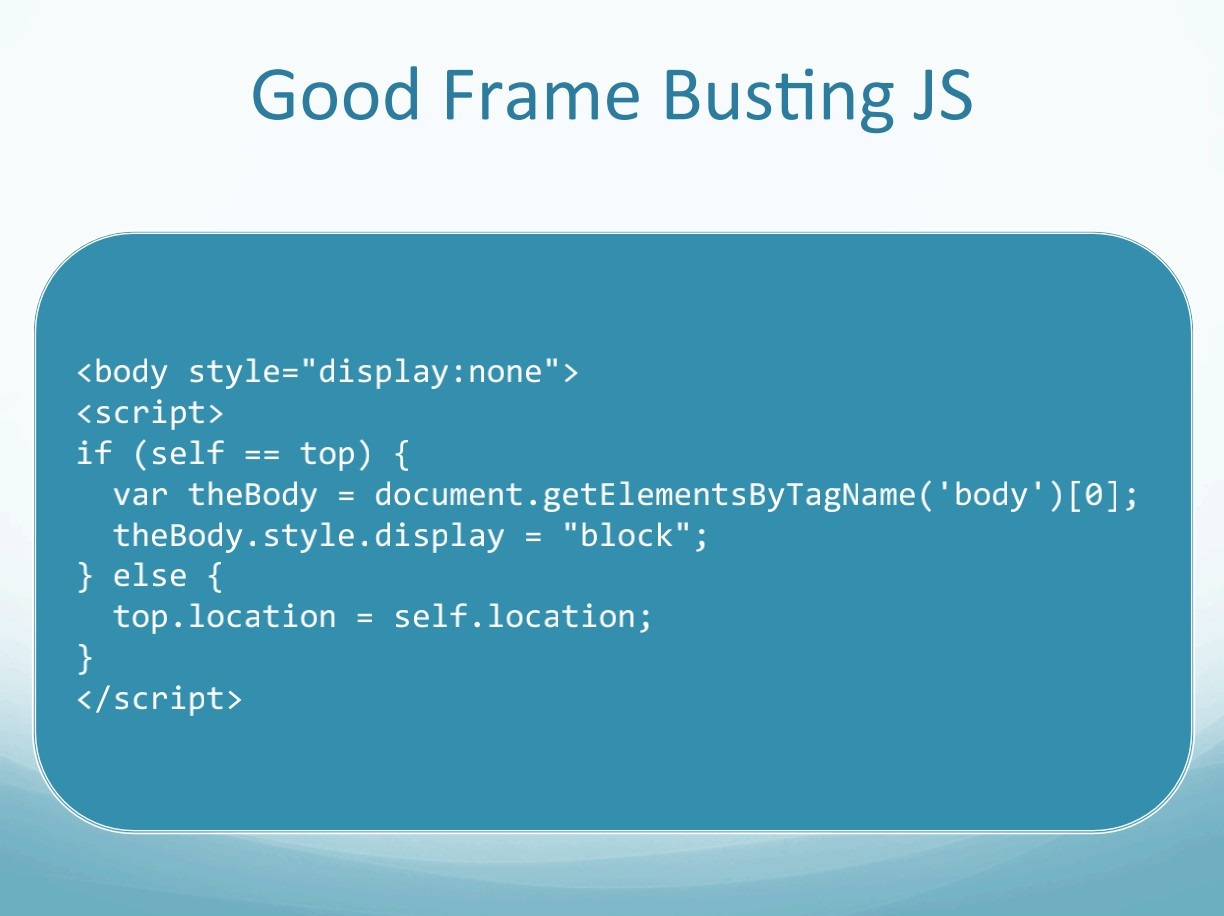 Good Frame Busting JS
<body style="display:none">
<script>
if (self == top) {
  var theBody = document.getElementsByTagName('body')[0];
  theBody.style.display = "block";
} else {
  top.location = self.location;
}
</script>